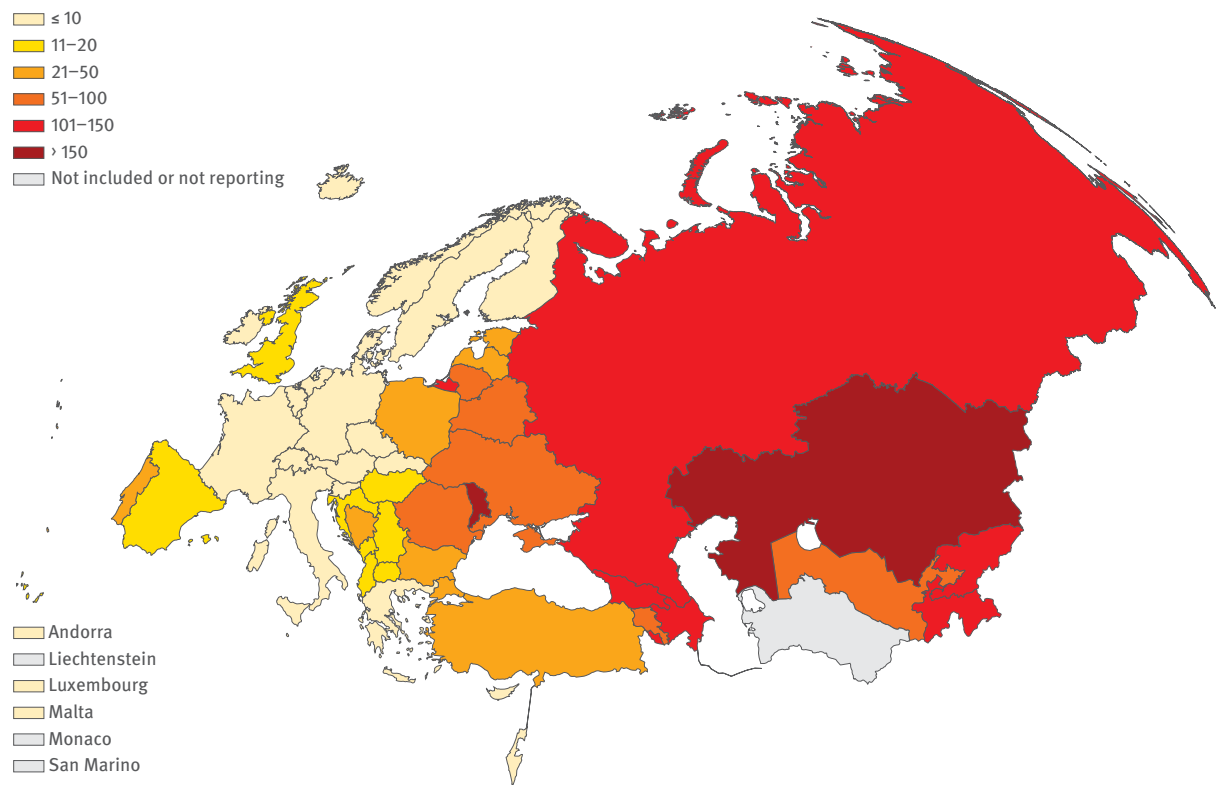 ≤ 10
11–20
21–50
51–100
101–150
› 150
Not included or not reporting
Andorra
Liechtenstein
Luxembourg
Malta
Monaco
San Marino